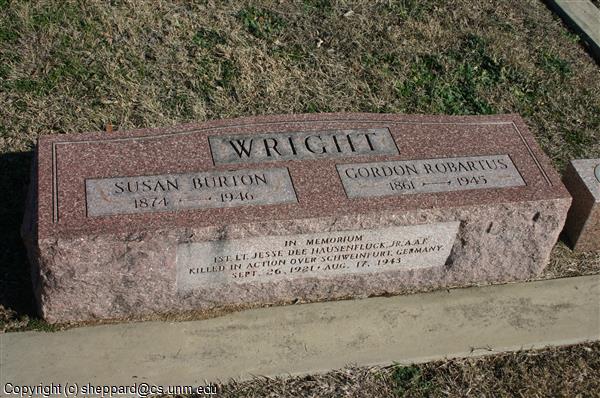 WRIGHT
SUSAN BURTON
1874 1946
GORDON ROBARTUS
1861 1945
IN MEMORIUM
1ST LT. JESSE DEE HAUSENFLUCK, JR. A.A.F.
KILLED IN ACTION OVER SCHWEINFURT, GERMANY.
SEPT. 26, 1921 - AUG. 17, 1943
Copyright (c) sheppard@cs.unm.edu